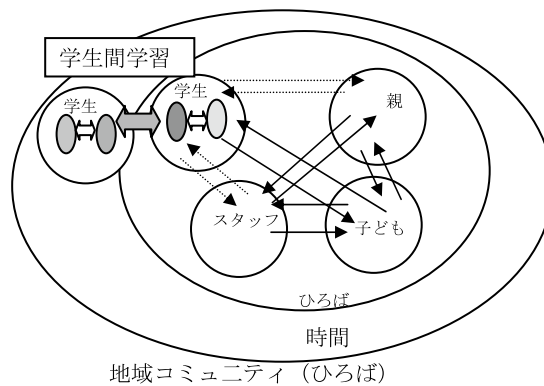 学生間学習
学生
学生
親
スタッフ
子ども
ひろば
時間
地域コミュ二ティ（ひろば）